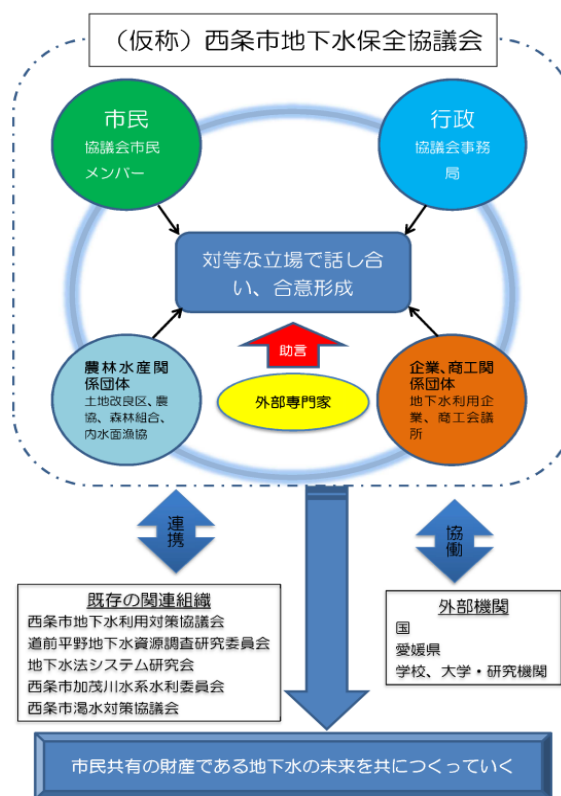 （仮称）西条市地下水保全協議会
市民
協議会市民
メンバー
行政
協議会事務
局
対等な立場で話し合
い、合意形成
助言
外部専門家
農林水産関
係団体
土地改良区、農
協、森林組合、
内水面漁協
企業、商工関
係団体
地下水利用企
業、商工会議
所
連携
協働
既存の関連組織
西条市地下水利用対策協議会
道前平野地下水資源調査研究委員会
地下水法システム研究会
西条市加茂川水系水利委員会
西条市渇水対策協議会
外部機関
国
愛媛県
学校、大学・研究機関
市民共有の財産である地下水の未来を共につくっていく